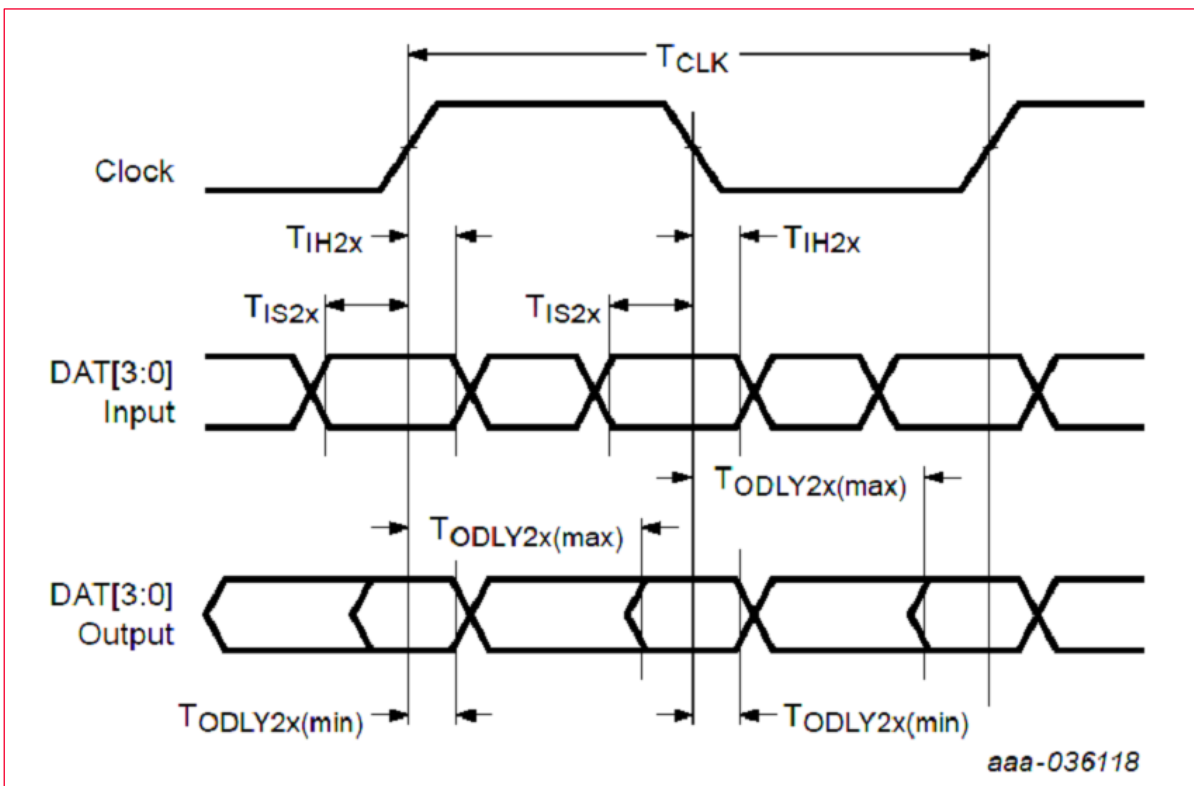 TCLK
Clock
TIH2x
TIH2x
TIS2x
TIS2x
DAT[3:0]
Input
TODLY2x(max)
TODLY2x(max)
DAT[3:0]
Output
TODLY2x(min)
TODLY2x(min)
aaa-036118